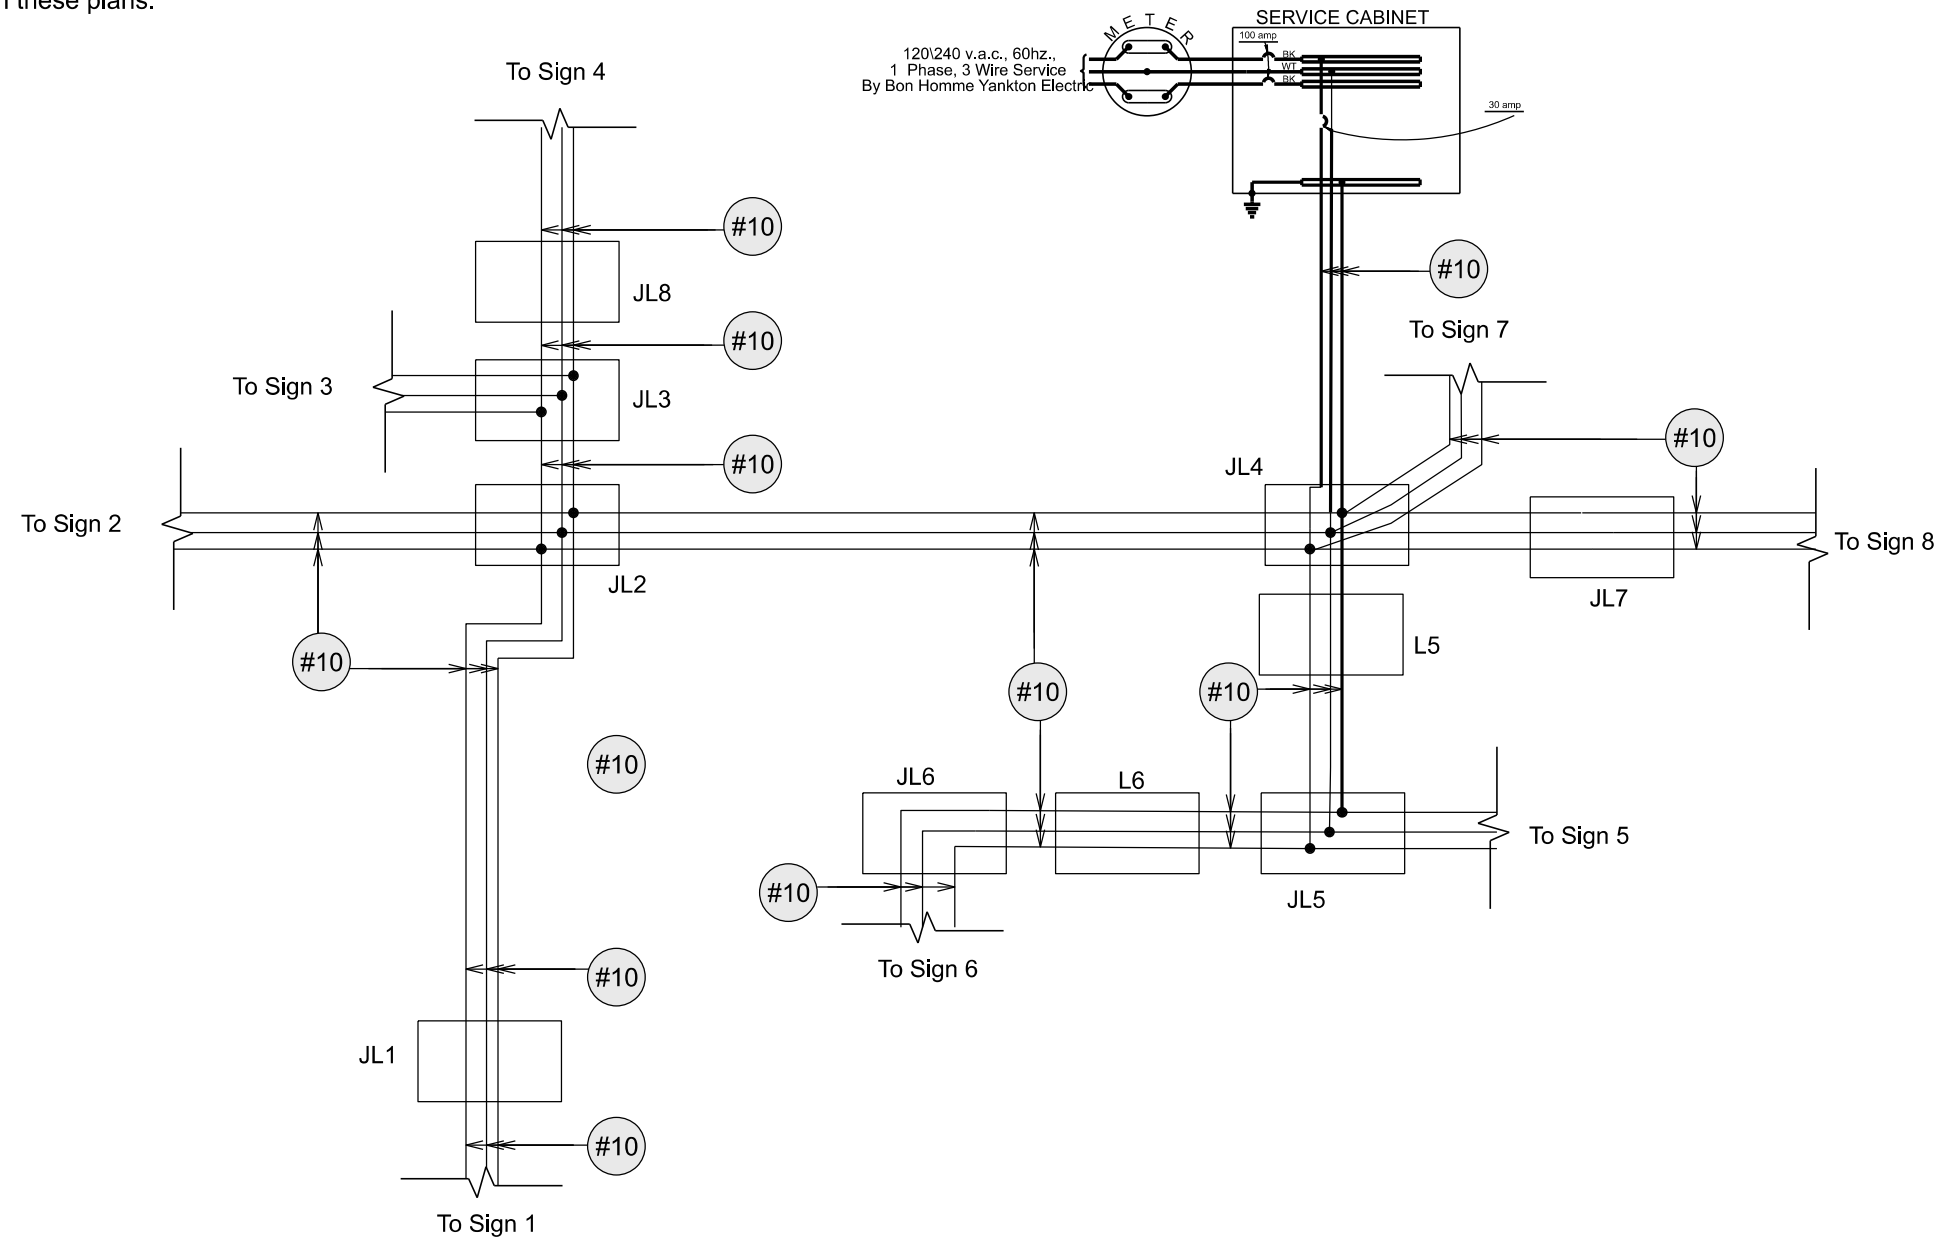 these plans.
SERVICE CABINET
METER
100 amp
120\240 v.a.c., 60hz.,
1 Phase, 3 Wire Service
By Bon Homme Yankton Electric
BK
WT
BK
30 amp
To Sign 4
#10
#10
JL8
To Sign 7
#10
To Sign 3
JL3
#10
#10
JL4
To Sign 2
To Sign 8
JL2
JL7
L5
#10
#10
#10
#10
JL6
L6
To Sign 5
#10
JL5
To Sign 6
#10
JL1
#10
To Sign 1